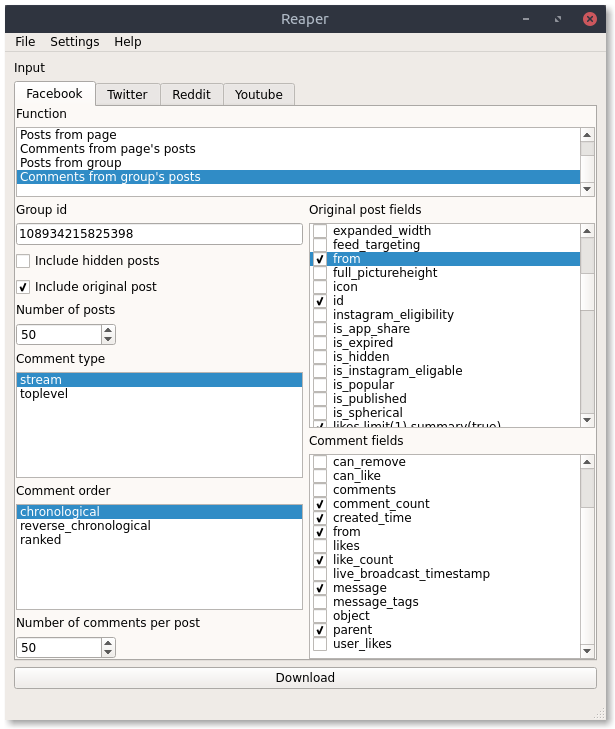 Reaper
File Settings Help
Input
Facebook Twitter Reddit Youtube
Function
Posts from page
Comments from page's posts
Posts from group
Comments from group's posts
Group id
108934215825398
Include hidden posts
Include original post
Number of posts
50
Comment type
stream
toplevel
Comment order
chronological
reverse_chronological
ranked
Number of comments per post
50
Original post fields
expanded_width
feed_targeting
from
full_pictureheight
icon
id
instagram_eligibility
is_app_share
is_expired
is_hidden
is_instagram_eligable
is_popular
is_published
is_spherical
likes.limit(1).summary(true)
Comment fields
can_remove
can_like
comments
comment_count
created_time
from
likes
like_count
live_broadcast_timestamp
message
message_tags
object
parent
user_likes
Download